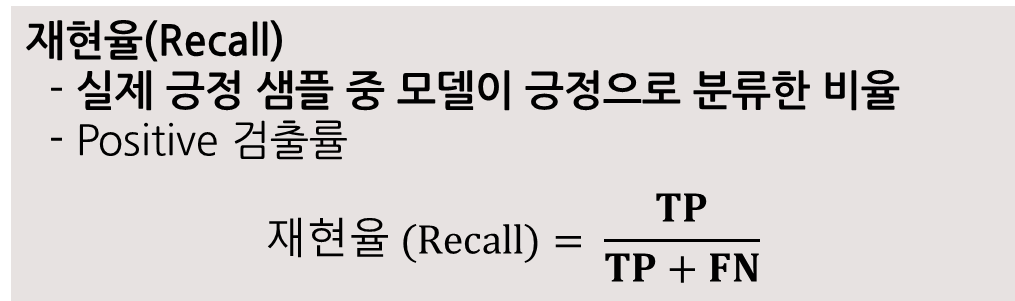 재현율(Recall)
- 실제 긍정 샘플 중 모델이 긍정으로 분류한 비율
- Positive 검출률
재현율 (Recall) = TP / TP + FN